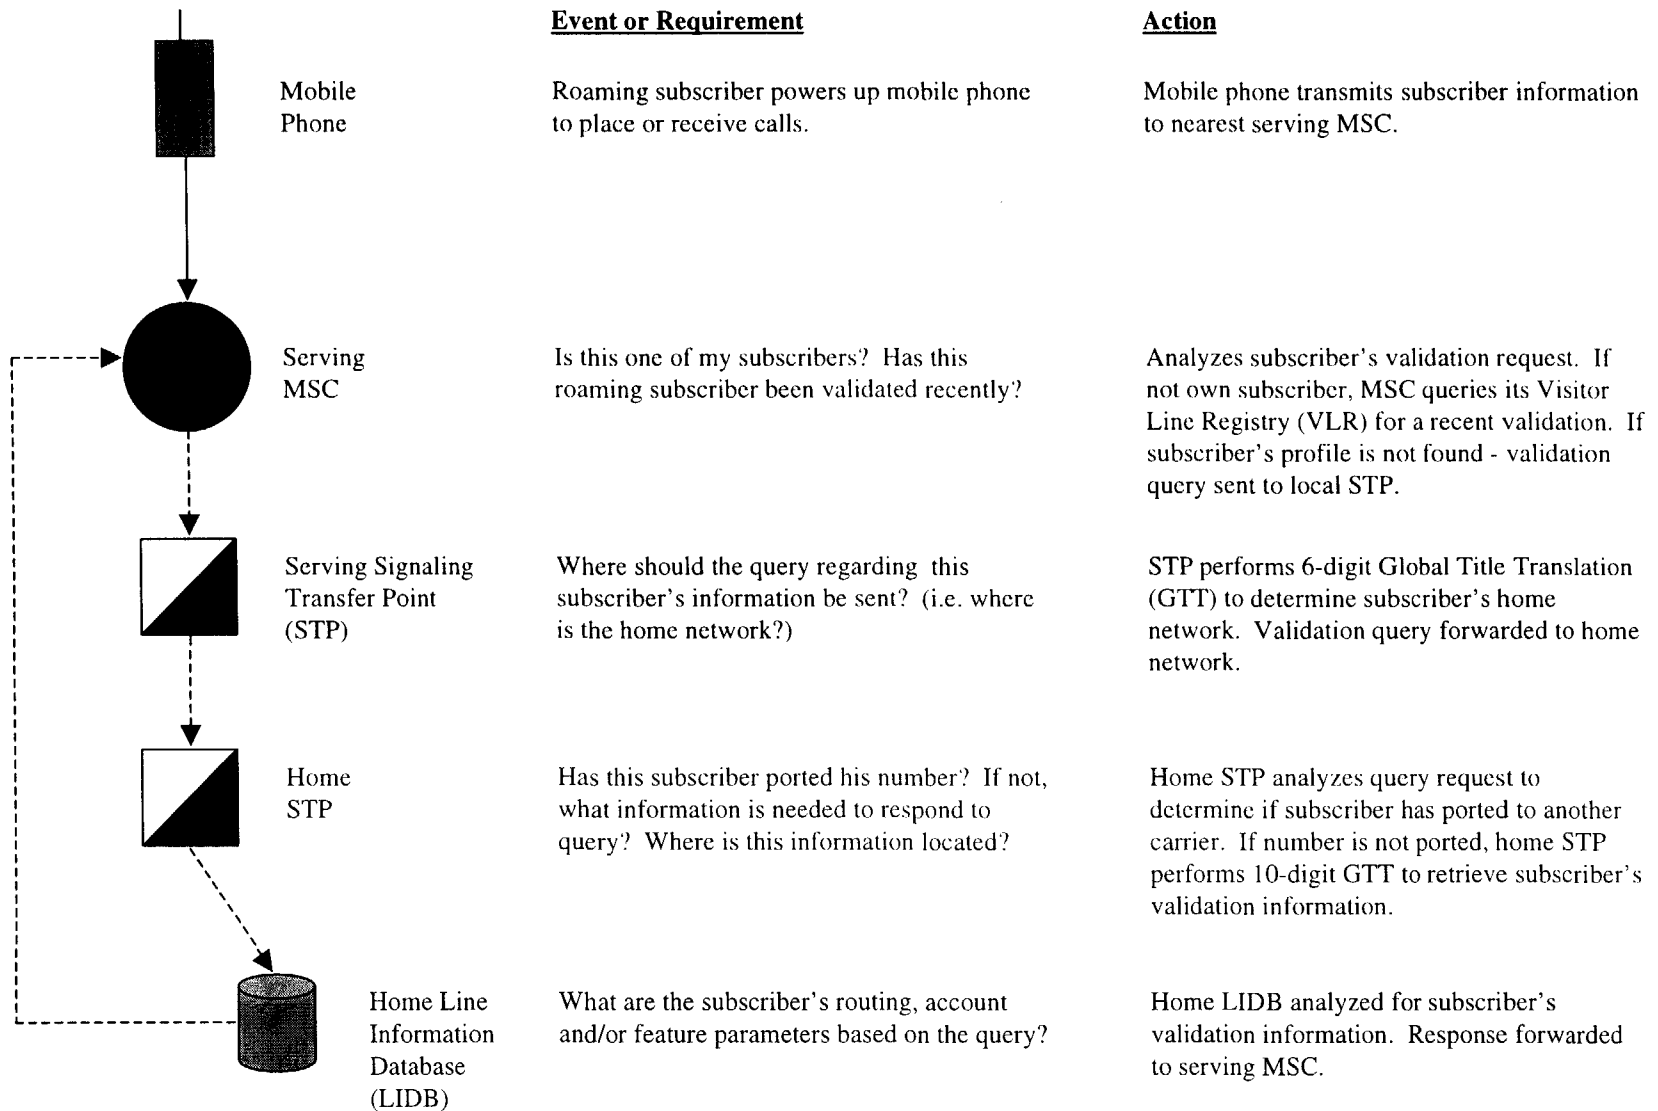 Event or Requirement
Action
Mobile
Phone
Roaming subscriber powers up mobile phone
to place or receive calls.
Mobile phone transmits subscriber information
to nearest serving MSC.
Serving
MSC
Is this one of my subscribers? Has this
roaming subscriber been validated recently?
Analyzes subscriber's validation request. If
not own subscriber, MSC queries its Visitor
Line Registry (VLR) for a recent validation. If
subscriber's profile is not found - validation
query sent to local STP.
Serving Signaling
Transfer Point
(STP)
Where should the query regarding this
subscriber's information be sent? (i.e. where
is the home network?)
STP performs 6-digit Global Title Translation
(GTT) to determine subscriber's home
network. Validation query forwarded to home
network.
Home
STP
Has this subscriber ported his number? If not,
what information is needed to respond to
query? Where is this information located?
Home STP analyzes query request to
determine if subscriber has ported to another
carrier. If number is not ported, home STP
performs 10-digit GTT to retrieve subscriber's
validation information.
Home Line
Information
Database
(LIDB)
What are the subscriber's routing, account
and/or feature parameters based on the query?
Home LIDB analyzed for subscriber's
validation information. Response forwarded
to serving MSC.